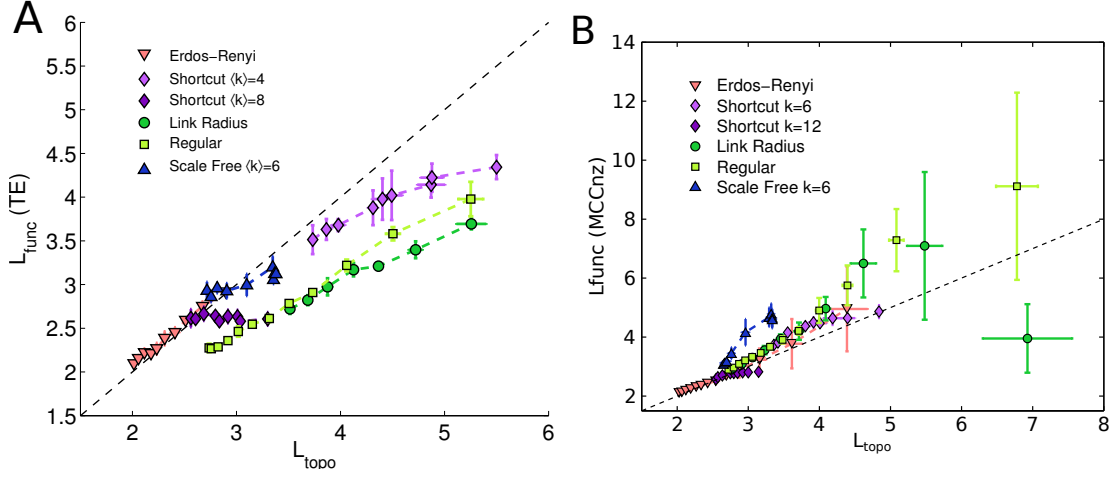 A
6
5.5
5
4.5
4
3.5
3
2.5
2
1.5
L_func (TE)
Erdos−Renyi
Shortcut ⟨k⟩=4
Shortcut ⟨k⟩=8
Link Radius
Regular
Scale Free ⟨k⟩=6
2
3
4
5
6
L_topo
B
14
12
10
8
6
4
2
Lfunc (MCCnz)
Erdos−Renyi
Shortcut k=6
Shortcut k=12
Link Radius
Regular
Scale Free k=6
2
3
4
5
6
7
8
L_topo